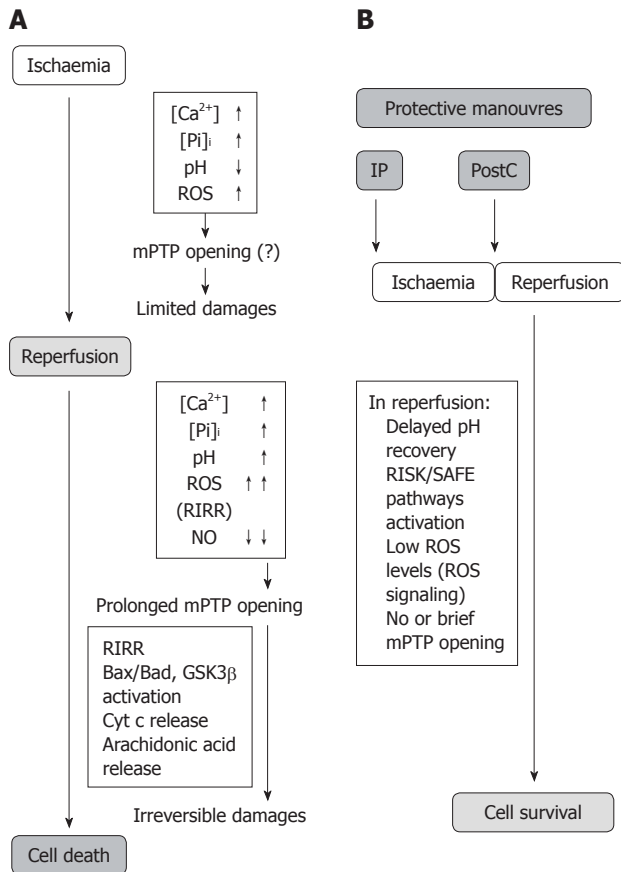 A
Ischaemia
[Ca2+] ↑
[Pi]i ↑
pH ↓
ROS ↑
mPTP opening (?)
Limited damages
Reperfusion
[Ca2+] ↑
[Pi]i ↑
pH ↑
ROS ↑ ↑
(RIRR)
NO ↓ ↓
Prolonged mPTP opening
RIRR
Bax/Bad, GSK3β
activation
Cyt c release
Arachidonic acid
release
Irreversible damages
Cell death
B
Protective manouvres
IP PostC
Ischaemia Reperfusion
In reperfusion:
Delayed pH
recovery
RISK/SAFE
pathways
activation
Low ROS
levels (ROS
signaling)
No or brief
mPTP opening
Cell survival